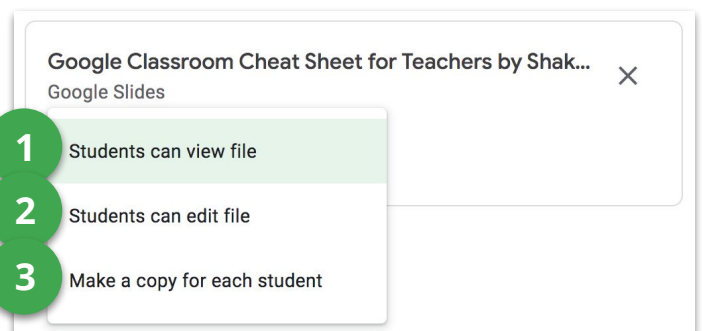 Google Classroom Cheat Sheet for Teachers by Shak...
Google Slides
1 Students can view file
2 Students can edit file
3 Make a copy for each student